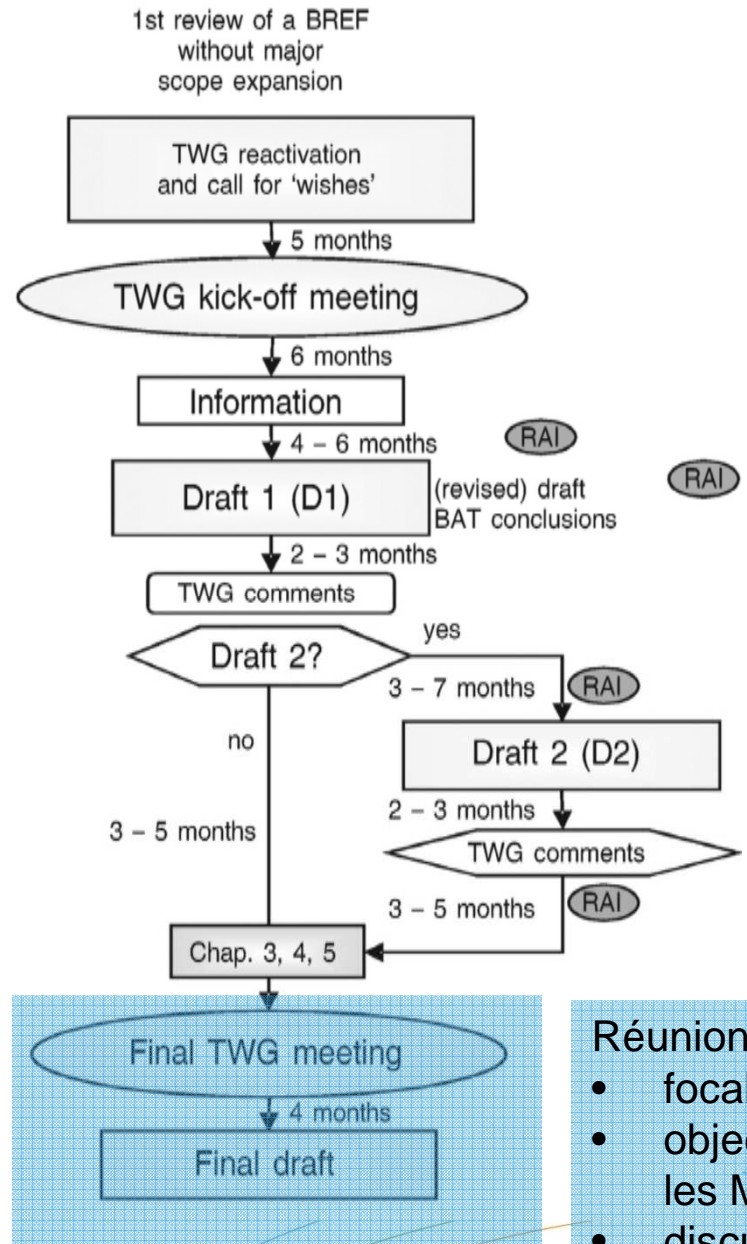 1st review of a BREF
without major
scope expansion
TWG reactivation
and call for 'wishes'
5 months
TWG kick-off meeting
6 months
Information
4 – 6 months
RAI
RAI
Draft 1 (D1)
(revised) draft
BAT conclusions
2 – 3 months
TWG comments
Draft 2?
yes
3 – 7 months
RAI
no
Draft 2 (D2)
2 – 3 months
3 – 5 months
TWG comments
3 – 5 months
RAI
Chap. 3, 4, 5
Final TWG meeting
4 months
Final draft
Réunion
•
•
les
•